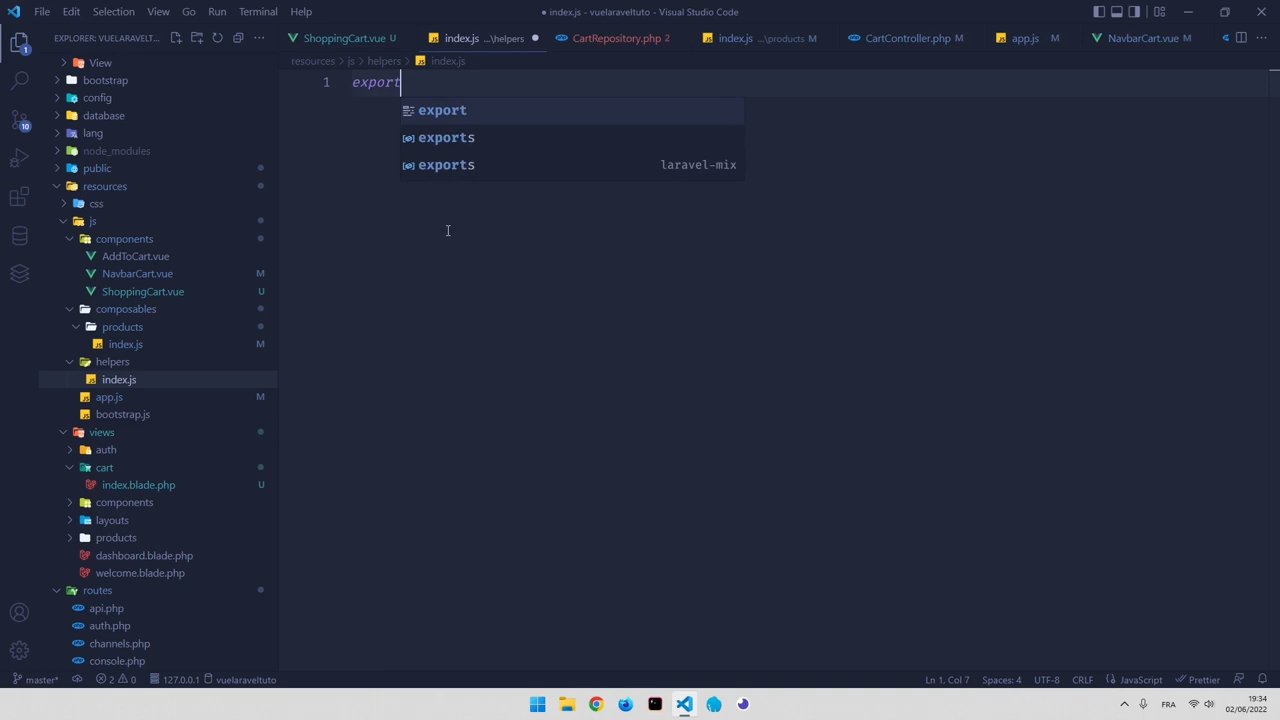 File Edit Selection View Go Run Terminal Help
index.js - vuelaraveltuto - Visual Studio Code
EXPLORER: VUELARAVELT...
ShoppingCart.vue U
index.js ...\helpers
CartRepository.php 2
index.js ...\products M
CartController.php M
app.js M
NavbarCart.vue M
resources
js
helpers
index.js
1 export
export
exports
exports laravel-mix
View
bootstrap
config
database
lang
node_modules
public
resources
css
js
components
AddToCart.vue
NavbarCart.vue M
ShoppingCart.vue U
composables
products
index.js M
helpers
index.js
app.js M
bootstrap.js
views
auth
cart
index.blade.php U
components
layouts
products
dashboard.blade.php
welcome.blade.php
routes
api.php
auth.php
channels.php
console.php
1
10
master* 2 0 127.0.0.1 vuelaraveltuto
Ln 1, Col 7 Spaces: 4 UTF-8 CRLF JavaScript Prettier
FRA
19:34
02/06/2022